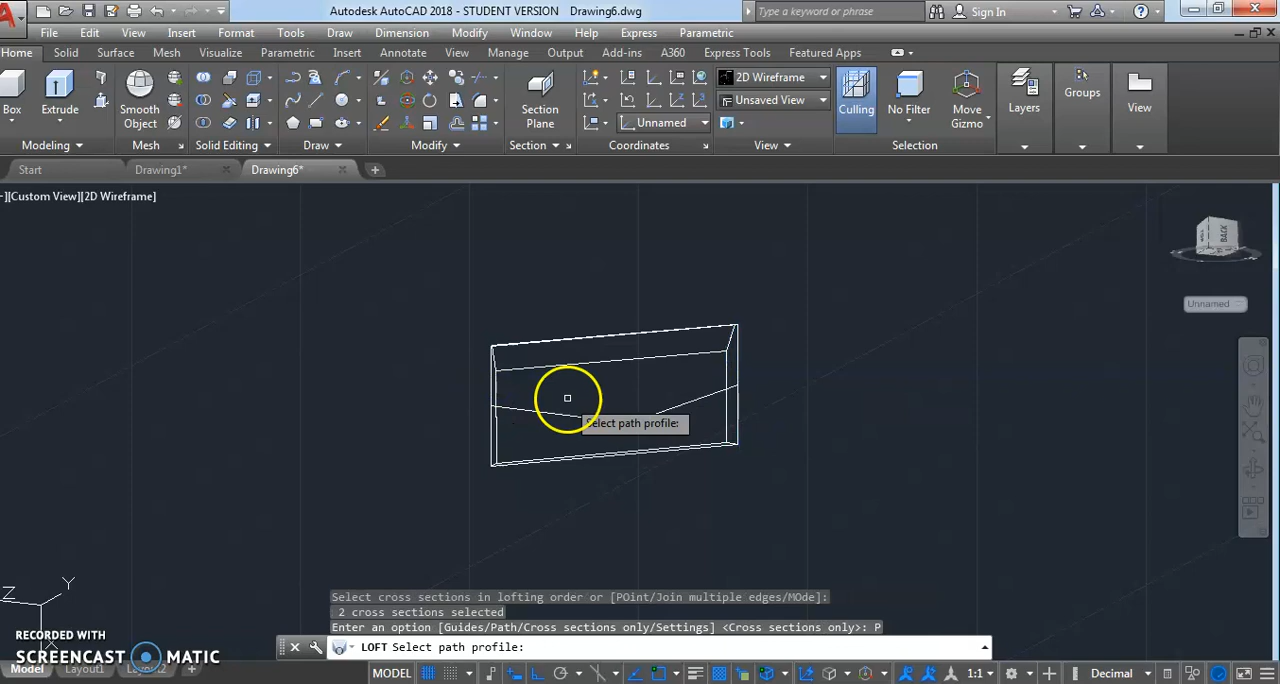 Autodesk AutoCAD 2018 - STUDENT VERSION Drawing6.dwg
Type a keyword or phrase
Sign In
File Edit View Insert Format Tools Draw Dimension Modify Window Help Express Parametric
Home Solid Surface Mesh Visualize Parametric Insert Annotate View Manage Output Add-ins A360 Express Tools Featured Apps
Box Extrude Smooth Object Section Plane 2D Wireframe Unsaved View Unnamed Culling No Filter Move Gizmo Layers Groups View
Modeling Mesh Solid Editing Draw Modify Section Coordinates View Selection
Start Drawing1* Drawing6*
-][Custom View][2D Wireframe]
BACK
Unnamed
Select path profile:
Z Y
Select cross sections in lofting order or [POint/Join multiple edges/MOde]:
2 cross sections selected
Enter an option [Guides/Path/Cross sections only/Settings] <Cross sections only>: P
LOFT Select path profile:
RECORDED WITH
SCREENCAST MATIC
Model Layout1 Layout2
MODEL 1:1 Decimal